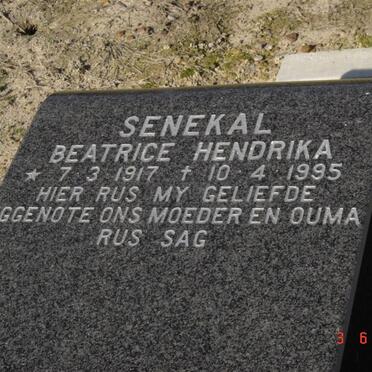 SENEKAL
BEATRICE HENDRIKA
★ 7 3 1917 † 10 4 1995
HIER RUS MY GELIEFDE
GGENOTE ONS MOEDER EN OUMA
RUS SAG
3 6